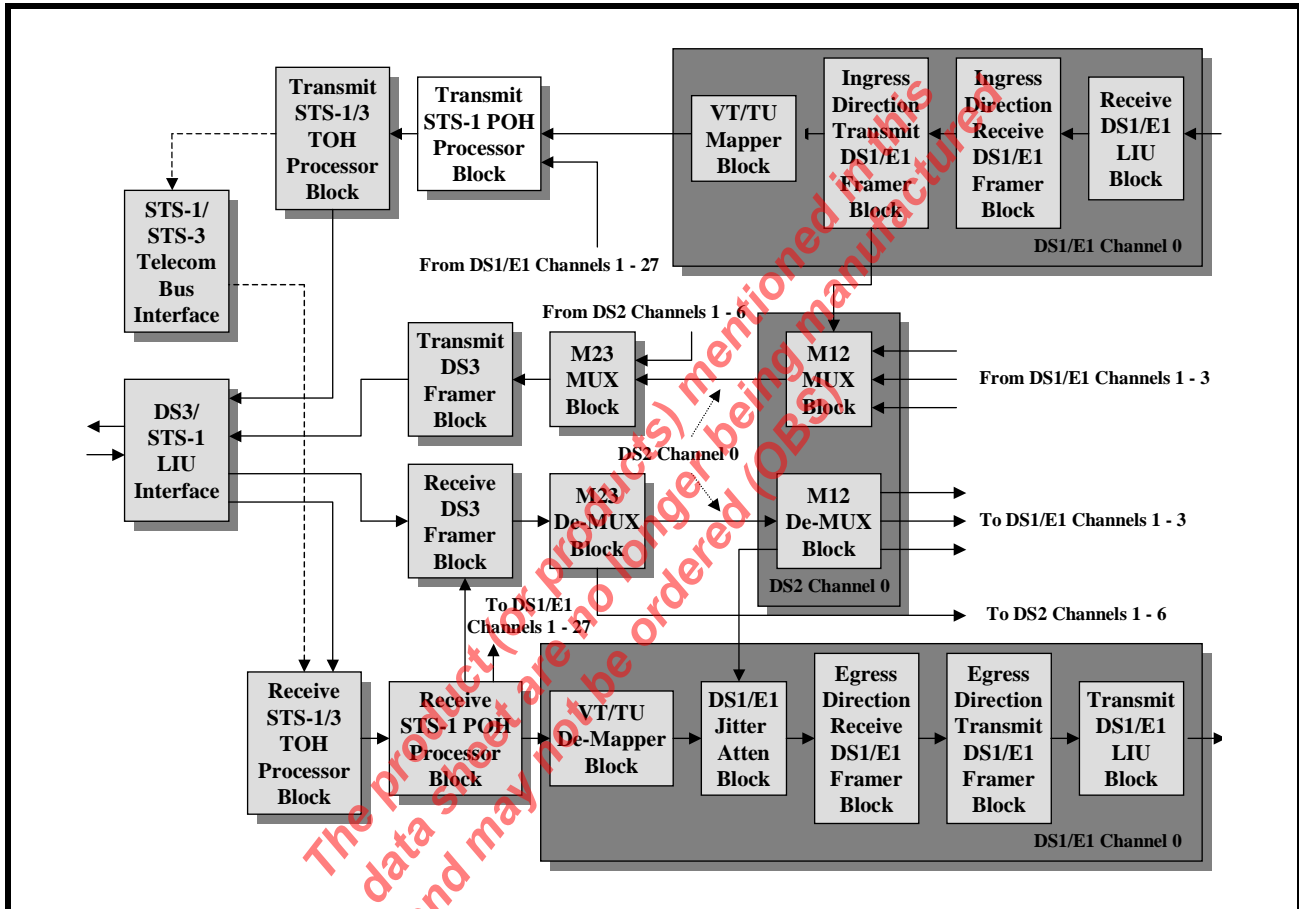 Transmit
STS-1/3
TOH
Processor
Block
Transmit
STS-1 POH
Processor
Block
VT/TU
Mapper
Block
Ingress
Direction
Transmit
DS1/E1
Framer
Block
Ingress
Direction
Receive
DS1/E1
Framer
Block
Receive
DS1/E1
LIU
Block
DS1/E1 Channel 0
STS-1/
STS-3
Telecom
Bus
Interface
From DS1/E1 Channels 1 - 27
From DS2 Channels 1 - 6
Transmit
DS3
Framer
Block
M23
MUX
Block
M12
MUX
Block
From DS1/E1 Channels 1 - 3
DS3/
STS-1
LIU
Interface
DS2 Channel 0
Receive
DS3
Framer
Block
M23
De-MUX
Block
M12
De-MUX
Block
To DS1/E1 Channels 1 - 3
DS2 Channel 0
To DS1/E1
Channels 1 - 27
To DS2 Channels 1 - 6
Receive
STS-1/3
TOH
Processor
Block
Receive
STS-1 POH
Processor
Block
VT/TU
De-Mapper
Block
DS1/E1
Jitter
Atten
Block
Egress
Direction
Receive
DS1/E1
Framer
Block
Egress
Direction
Transmit
DS1/E1
Framer
Block
Transmit
DS1/E1
LIU
Block
DS1/E1 Channel 0
The product (or products) mentioned in this
data sheet are no longer being manufactured
and may not be ordered (OBS)